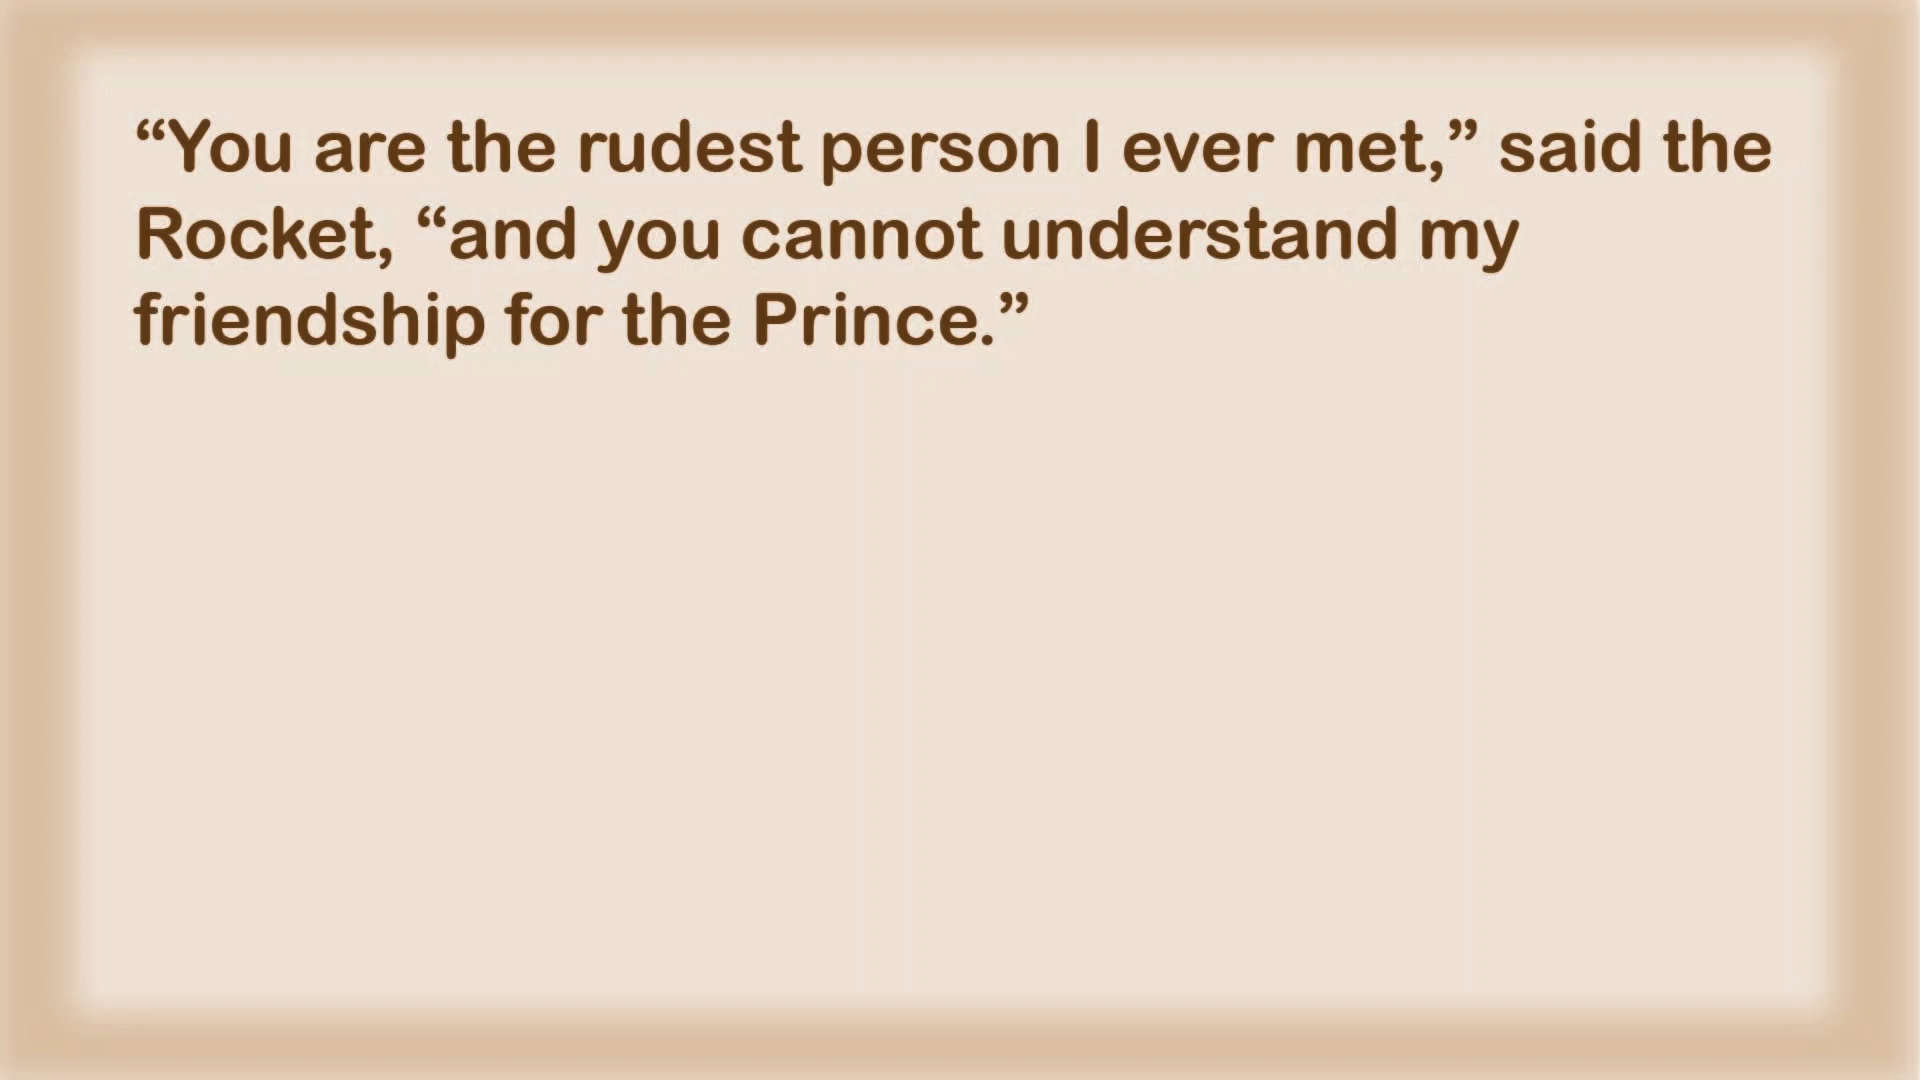 “You are the rudest person I ever met,” said the
Rocket, “and you cannot understand my
friendship for the Prince.”